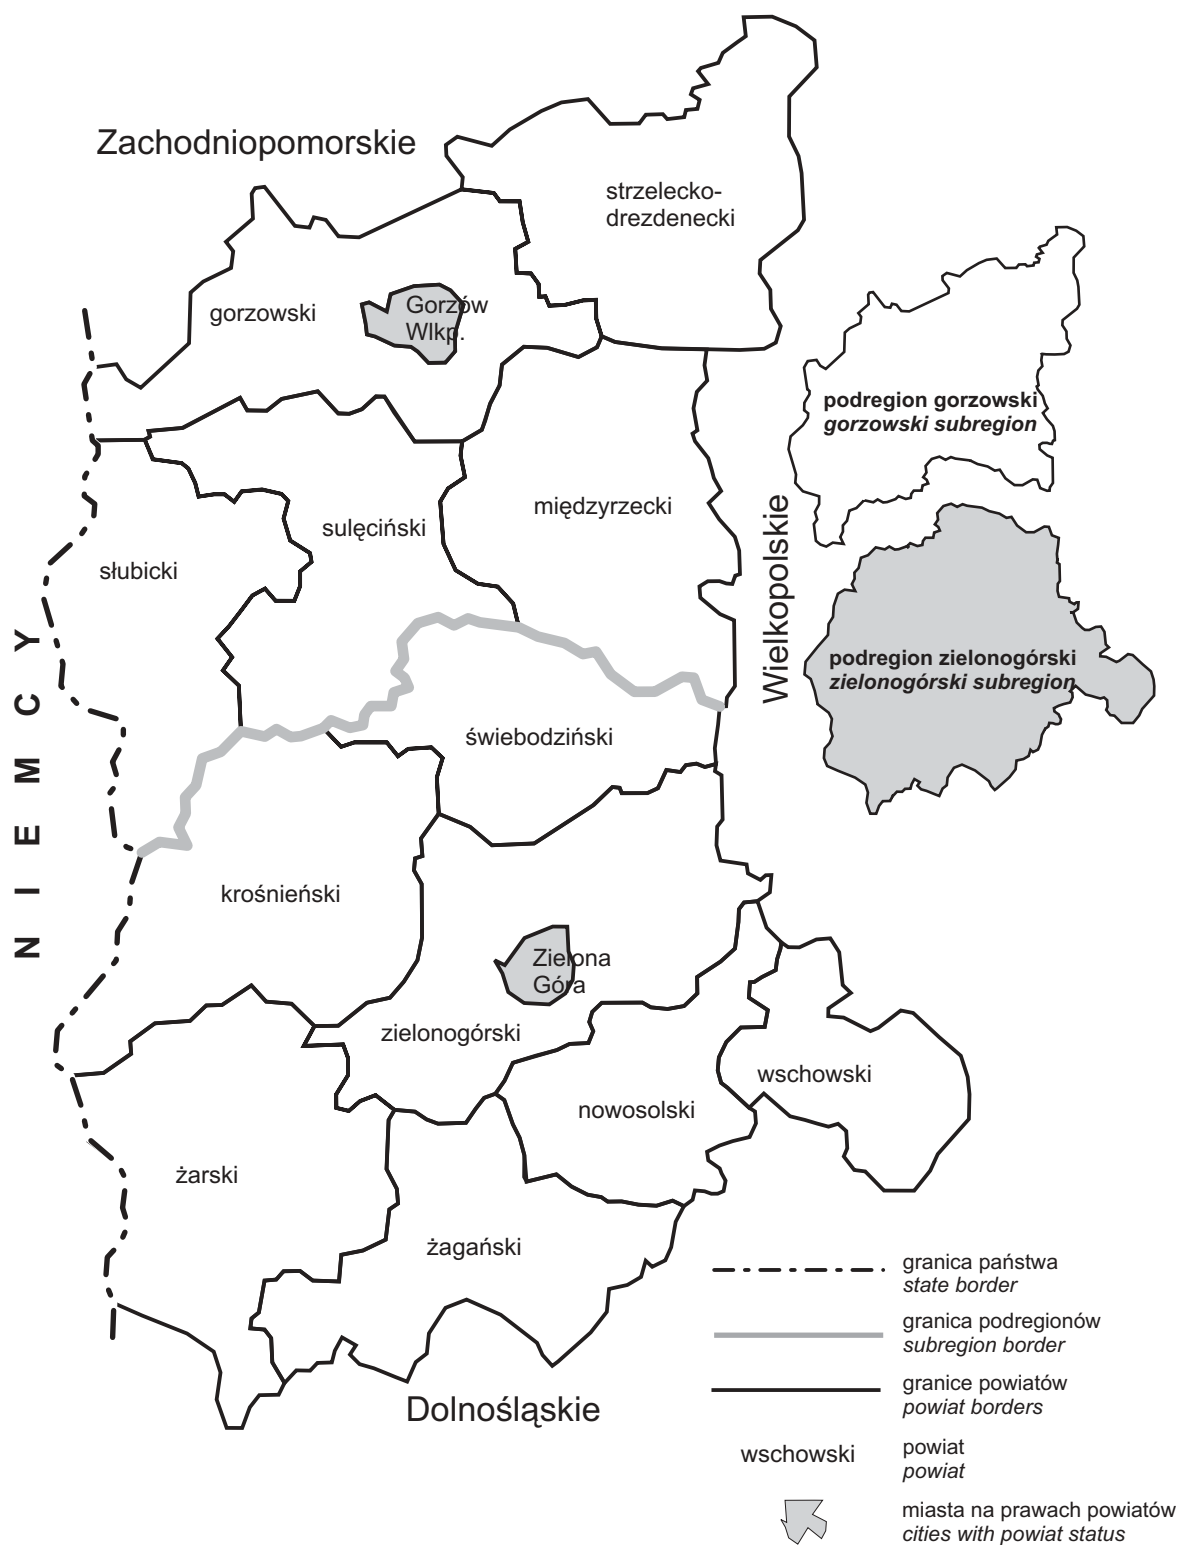 Zachodniopomorskie
strzelecko-
drezdenecki
gorzowski
Gorzów
Wlkp.
podregion gorzowski
gorzowski subregion
międzyrzecki
sulęciński
słubicki
Wielkopolskie
NIEMCY
podregion zielonogórski
zielonogórski subregion
świebodziński
krośnieński
Zielona
Góra
zielonogórski
wschowski
nowosolski
żarski
żagański
Dolnośląskie
granica państwa
state border
granica podregionów
subregion border
granice powiatów
powiat borders
wschowski
powiat
powiat
miasta na prawach powiatów
cities with powiat status